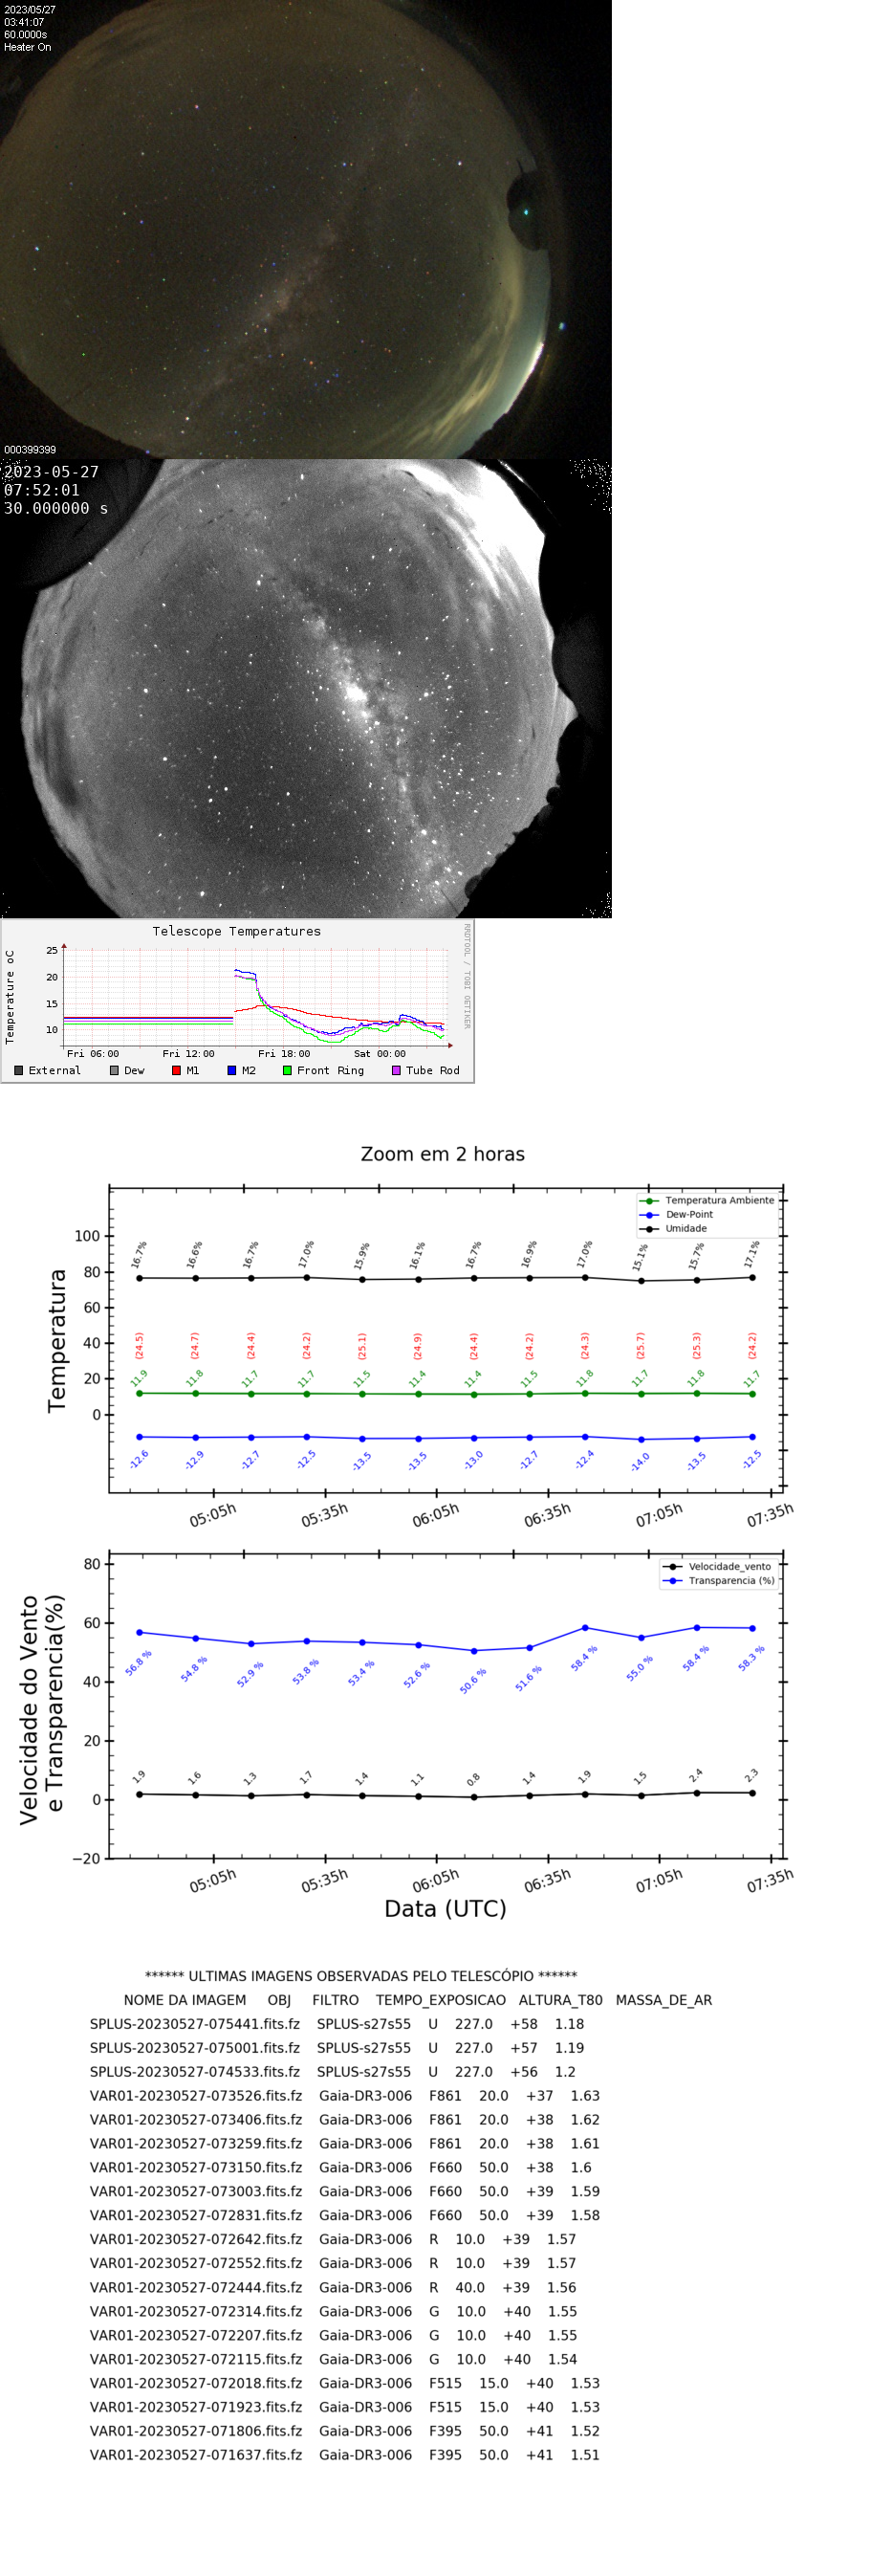 2023/05/27
03:41:07
60.0000s
Heater On
000399399
2023-05-27
07:52:01
30.000000 s
Telescope Temperatures
Temperature oC
RRDTOOL / TOBI OETIKER
25
20
15
10
Fri 06:00 Fri 12:00 Fri 18:00 Sat 00:00
External Dew M1 M2 Front Ring Tube Rod
Zoom em 2 horas
Temperatura
Temperatura Ambiente
Dew-Point
Umidade
100
80
60
40
20
0
16.7% 16.6% 16.7% 17.0% 15.9% 16.1% 16.7% 16.9% 17.0% 15.1% 15.7% 17.1%
(24.5) (24.7) (24.4) (24.2) (25.1) (24.9) (24.4) (24.2) (24.3) (25.7) (25.3) (24.2)
11.9 11.8 11.7 11.7 11.5 11.4 11.4 11.5 11.8 11.7 11.8 11.7
-12.6 -12.9 -12.7 -12.5 -13.5 -13.5 -13.0 -12.7 -12.4 -14.0 -13.5 -12.5
05:05h 05:35h 06:05h 06:35h 07:05h 07:35h
Velocidade do Vento
e Transparencia(%)
Velocidade_vento
Transparencia (%)
80
60
40
20
0
−20
56.8 % 54.8 % 52.9 % 53.8 % 53.4 % 52.6 % 50.6 % 51.6 % 58.4 % 55.0 % 58.4 % 58.3 %
1.9 1.6 1.3 1.7 1.4 1.1 0.8 1.4 1.9 1.5 2.4 2.3
05:05h 05:35h 06:05h 06:35h 07:05h 07:35h
Data (UTC)
****** ULTIMAS IMAGENS OBSERVADAS PELO TELESCÓPIO ******
NOME DA IMAGEM OBJ FILTRO TEMPO_EXPOSICAO ALTURA_T80 MASSA_DE_AR
SPLUS-20230527-075441.fits.fz SPLUS-s27s55 U 227.0 +58 1.18
SPLUS-20230527-075001.fits.fz SPLUS-s27s55 U 227.0 +57 1.19
SPLUS-20230527-074533.fits.fz SPLUS-s27s55 U 227.0 +56 1.2
VAR01-20230527-073526.fits.fz Gaia-DR3-006 F861 20.0 +37 1.63
VAR01-20230527-073406.fits.fz Gaia-DR3-006 F861 20.0 +38 1.62
VAR01-20230527-073259.fits.fz Gaia-DR3-006 F861 20.0 +38 1.61
VAR01-20230527-073150.fits.fz Gaia-DR3-006 F660 50.0 +38 1.6
VAR01-20230527-073003.fits.fz Gaia-DR3-006 F660 50.0 +39 1.59
VAR01-20230527-072831.fits.fz Gaia-DR3-006 F660 50.0 +39 1.58
VAR01-20230527-072642.fits.fz Gaia-DR3-006 R 10.0 +39 1.57
VAR01-20230527-072552.fits.fz Gaia-DR3-006 R 10.0 +39 1.57
VAR01-20230527-072444.fits.fz Gaia-DR3-006 R 40.0 +39 1.56
VAR01-20230527-072314.fits.fz Gaia-DR3-006 G 10.0 +40 1.55
VAR01-20230527-072207.fits.fz Gaia-DR3-006 G 10.0 +40 1.55
VAR01-20230527-072115.fits.fz Gaia-DR3-006 G 10.0 +40 1.54
VAR01-20230527-072018.fits.fz Gaia-DR3-006 F515 15.0 +40 1.53
VAR01-20230527-071923.fits.fz Gaia-DR3-006 F515 15.0 +40 1.53
VAR01-20230527-071806.fits.fz Gaia-DR3-006 F395 50.0 +41 1.52
VAR01-20230527-071637.fits.fz Gaia-DR3-006 F395 50.0 +41 1.51